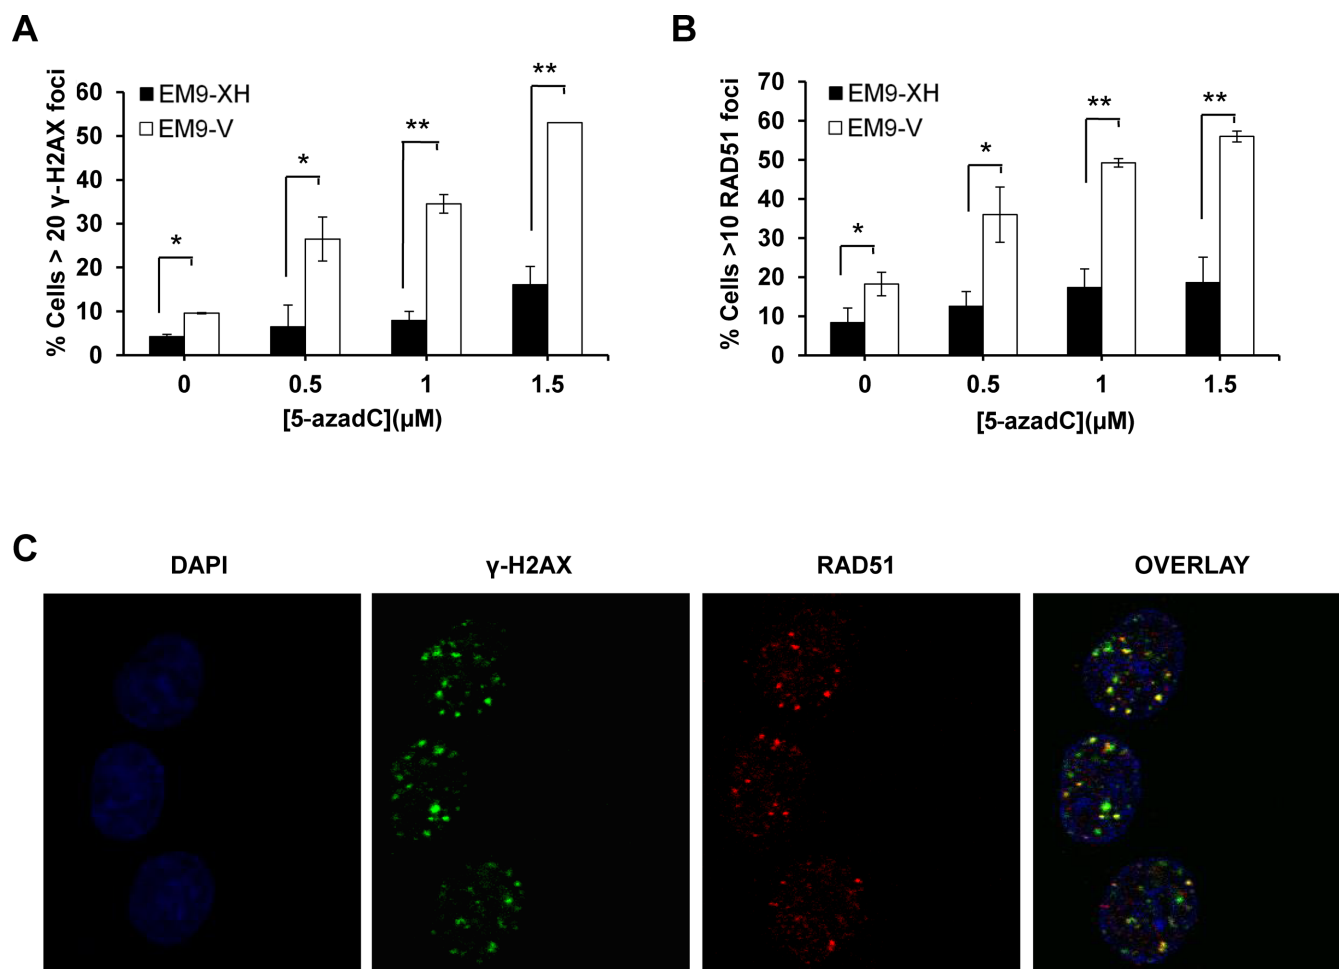 A
% Cells > 20 γ-H2AX foci
60
50
40
30
20
10
0
EM9-XH
EM9-V
*
*
**
**
0 0.5 1 1.5
[5-azadC](µM)
B
% Cells >10 RAD51 foci
70
60
50
40
30
20
10
0
EM9-XH
EM9-V
*
*
**
**
0 0.5 1 1.5
[5-azadC](µM)
C
DAPI γ-H2AX RAD51 OVERLAY